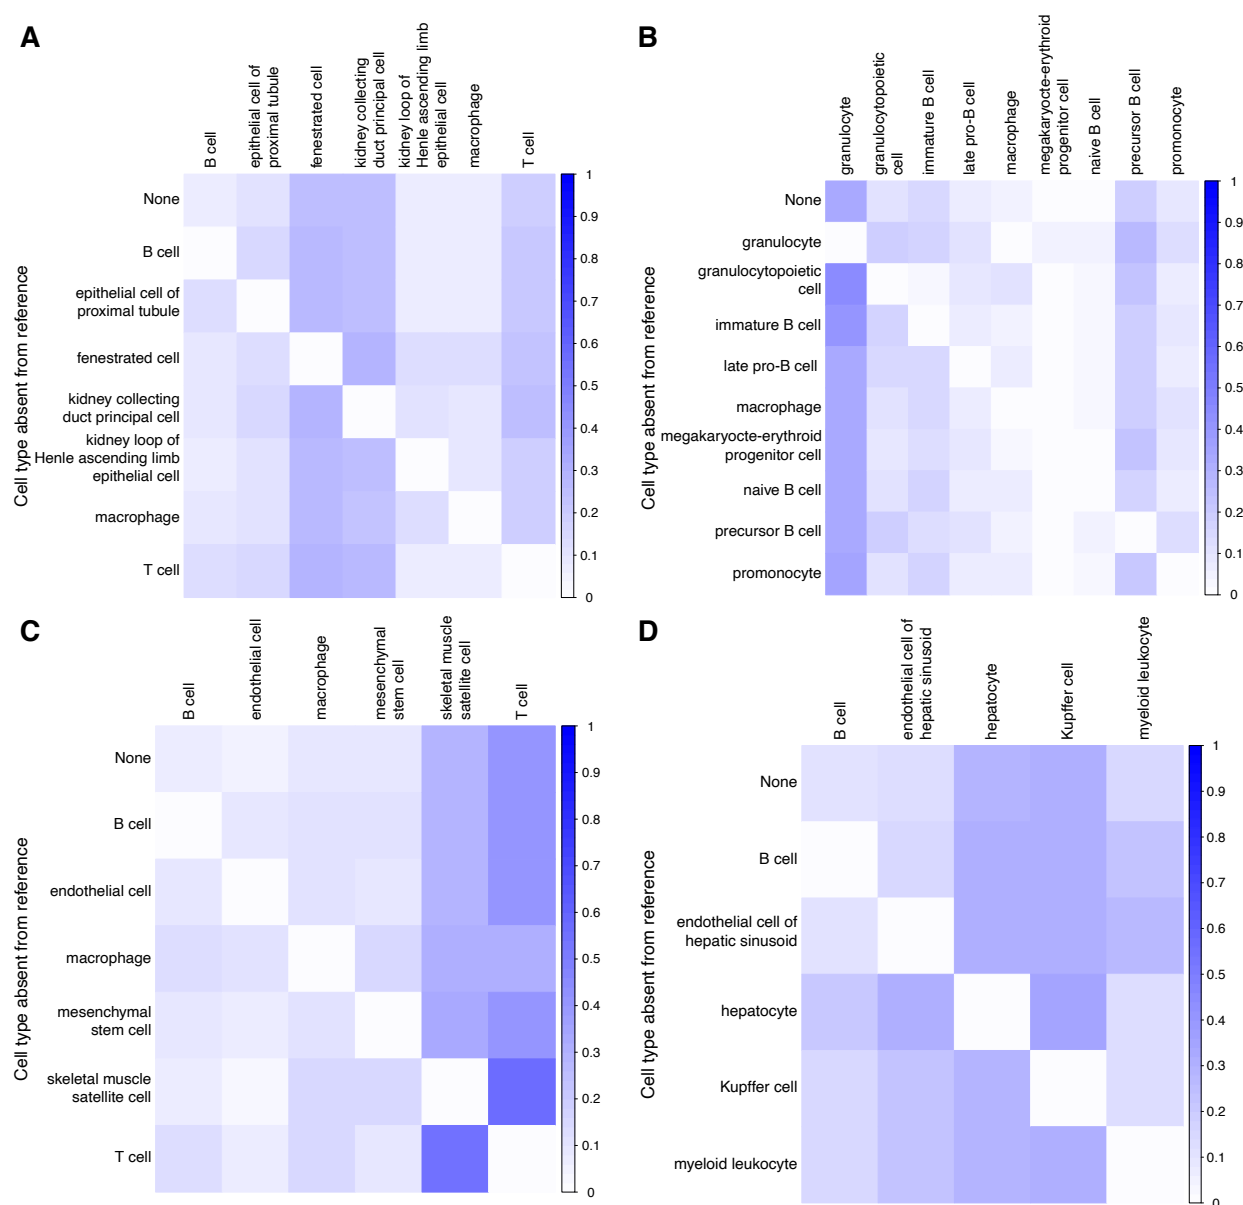 A
B cell
epithelial cell of
proximal tubule
fenestrated cell
kidney collecting
duct principal cell
kidney loop of
Henle ascending limb
epithelial cell
macrophage
T cell
Cell type absent from reference
None
B cell
epithelial cell of
proximal tubule
fenestrated cell
kidney collecting
duct principal cell
kidney loop of
Henle ascending limb
epithelial cell
macrophage
T cell
1
0.9
0.8
0.7
0.6
0.5
0.4
0.3
0.2
0.1
0
B
granulocyte
granulocytopoietic
cell
immature B cell
late pro-B cell
macrophage
megakaryocte-erythroid
progenitor cell
naive B cell
precursor B cell
promonocyte
Cell type absent from reference
None
granulocyte
granulocytopoietic
cell
immature B cell
late pro-B cell
macrophage
megakaryocte-erythroid
progenitor cell
naive B cell
precursor B cell
promonocyte
1
0.9
0.8
0.7
0.6
0.5
0.4
0.3
0.2
0.1
0
C
B cell
endothelial cell
macrophage
mesenchymal
stem cell
skeletal muscle
satellite cell
T cell
Cell type absent from reference
None
B cell
endothelial cell
macrophage
mesenchymal
stem cell
skeletal muscle
satellite cell
T cell
1
0.9
0.8
0.7
0.6
0.5
0.4
0.3
0.2
0.1
0
D
B cell
endothelial cell of
hepatic sinusoid
hepatocyte
Kupffer cell
myeloid leukocyte
Cell type absent from reference
None
B cell
endothelial cell of
hepatic sinusoid
hepatocyte
Kupffer cell
myeloid leukocyte
1
0.9
0.8
0.7
0.6
0.5
0.4
0.3
0.2
0.1
0